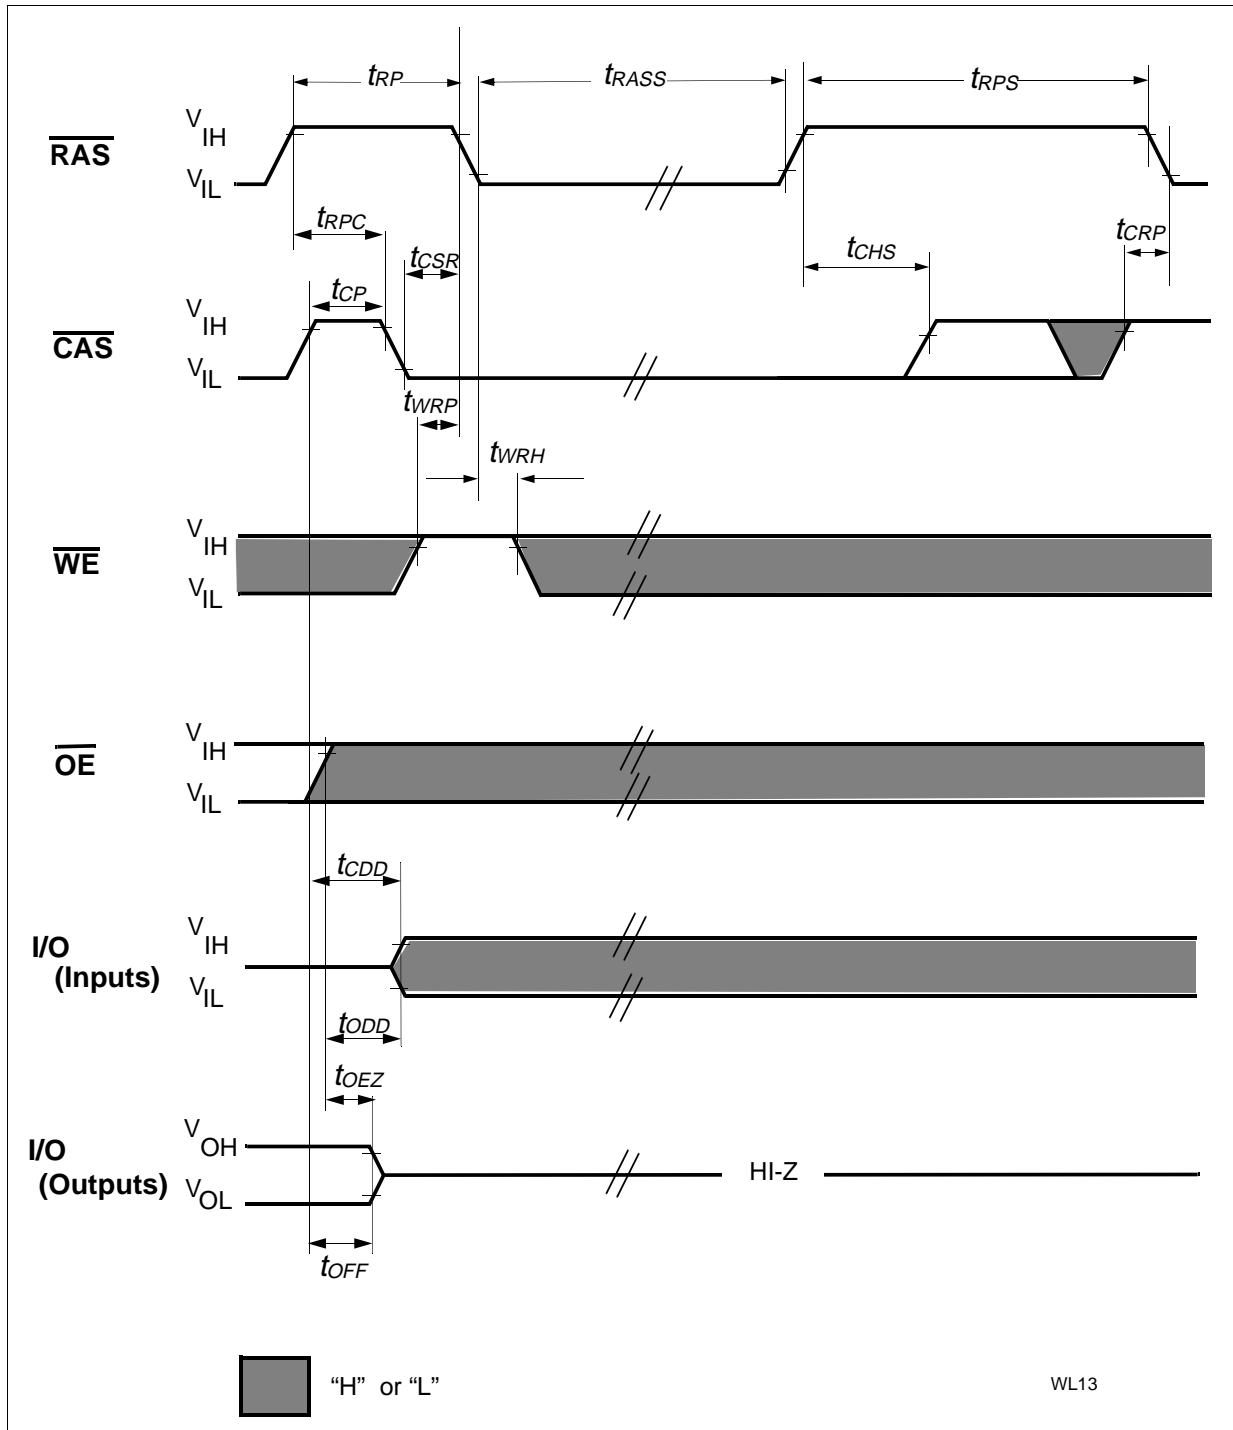 tRP tRASS tRPS
RAS VIH
VIL
tRPC tCSR tCHS tCRP
tCP
CAS VIH
VIL
tWRP
tWRH
WE VIH
VIL
OE VIH
VIL
tCDD
I/O (Inputs) VIH
VIL
tODD
tOEZ
I/O (Outputs) VOH
VOL
HI-Z
tOFF
“H” or “L”
WL13